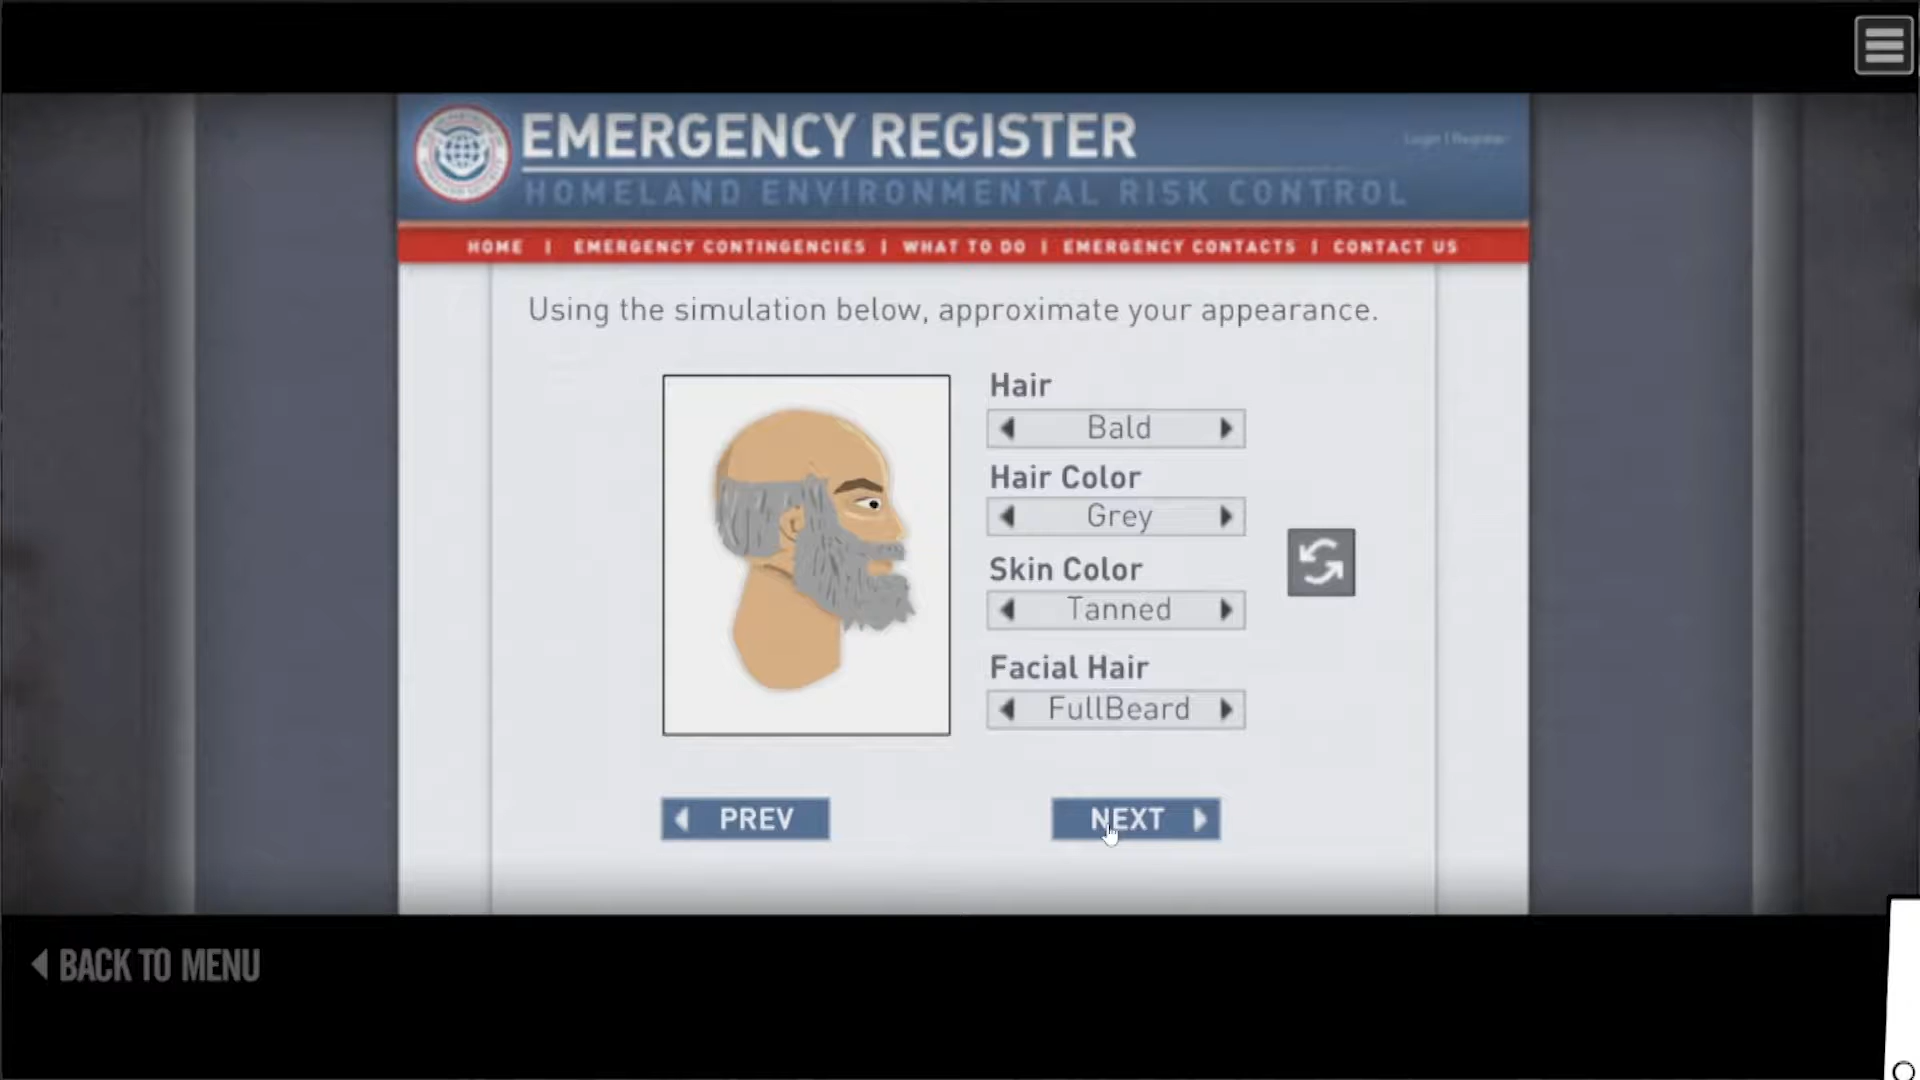 EMERGENCY REGISTER
Login | Register
HOMELAND ENVIRONMENTAL RISK CONTROL
HOME | EMERGENCY CONTINGENCIES | WHAT TO DO | EMERGENCY CONTACTS | CONTACT US
Using the simulation below, approximate your appearance.
Hair
Bald
Hair Color
Grey
Skin Color
Tanned
Facial Hair
FullBeard
PREV
NEXT
BACK TO MENU